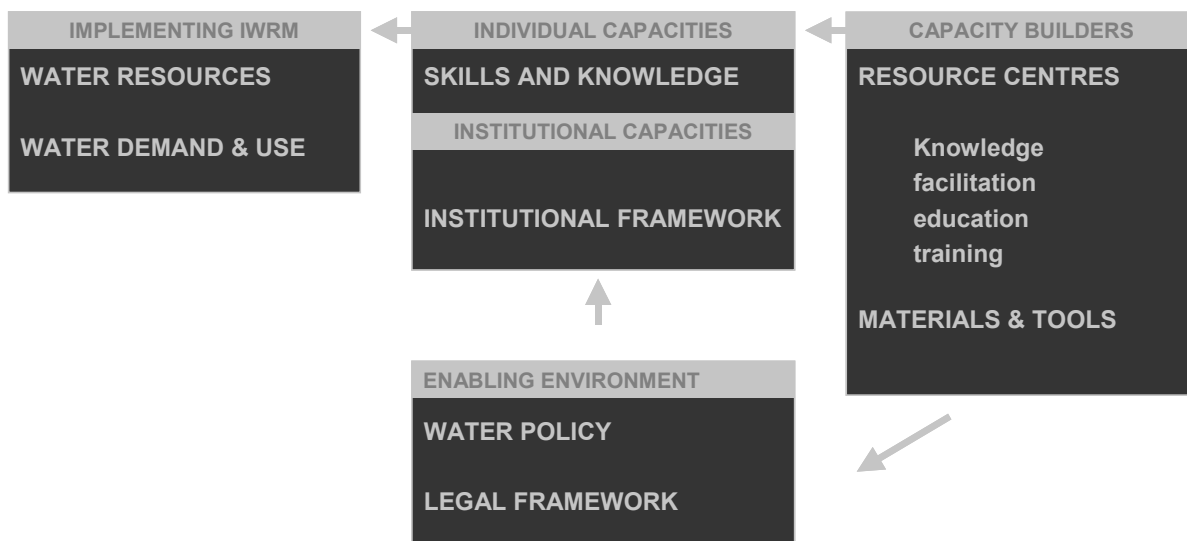 IMPLEMENTING IWRM
WATER RESOURCES
WATER DEMAND & USE
INDIVIDUAL CAPACITIES
SKILLS AND KNOWLEDGE
INSTITUTIONAL CAPACITIES
INSTITUTIONAL FRAMEWORK
CAPACITY BUILDERS
RESOURCE CENTRES
Knowledge
facilitation
education
training
MATERIALS & TOOLS
ENABLING ENVIRONMENT
WATER POLICY
LEGAL FRAMEWORK